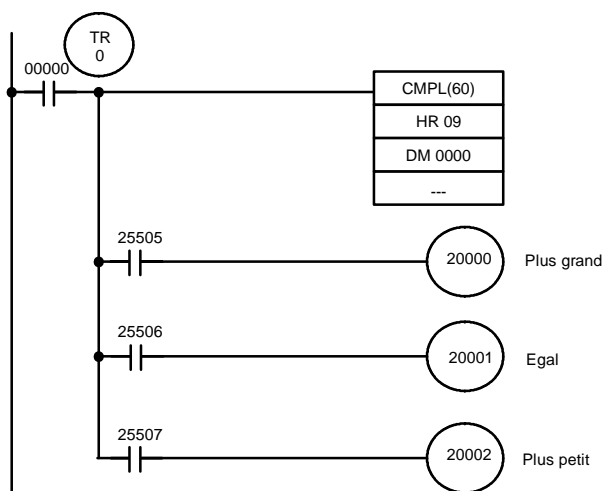 TR
0
00000
CMPL(60)
HR 09
DM 0000
---
25505
20000
Plus grand
25506
20001
Egal
25507
20002
Plus petit